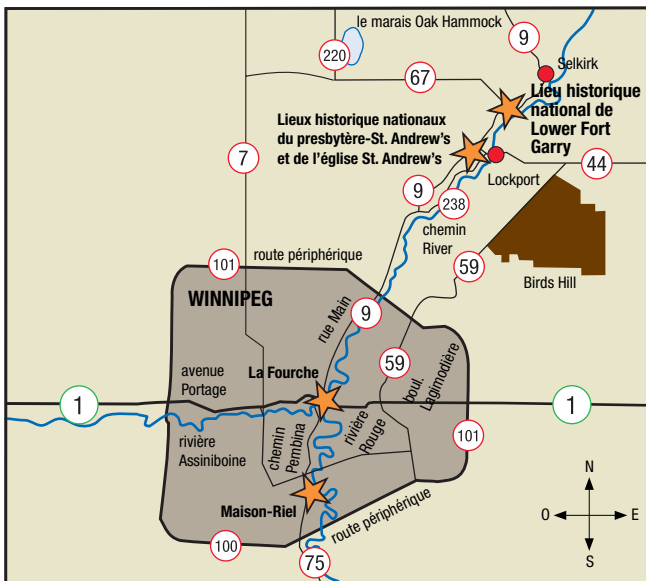 le marais Oak Hammock
9
220
Selkirk
67
Lieu historique
national de
Lower Fort
Garry
Lieux historique nationaux
du presbytère-St. Andrew's
et de l'église St. Andrew's
7
44
9
Lockport
238
chemin
River
route périphérique
59
101
Birds Hill
WINNIPEG
rue Main
9
La Fourche
59
boul.
Lagimodière
avenue
Portage
1
1
rivière
Assiniboine
chemin
Pembina
rivière
Rouge
101
Maison-Riel
route périphérique
100
75
N
O
E
S